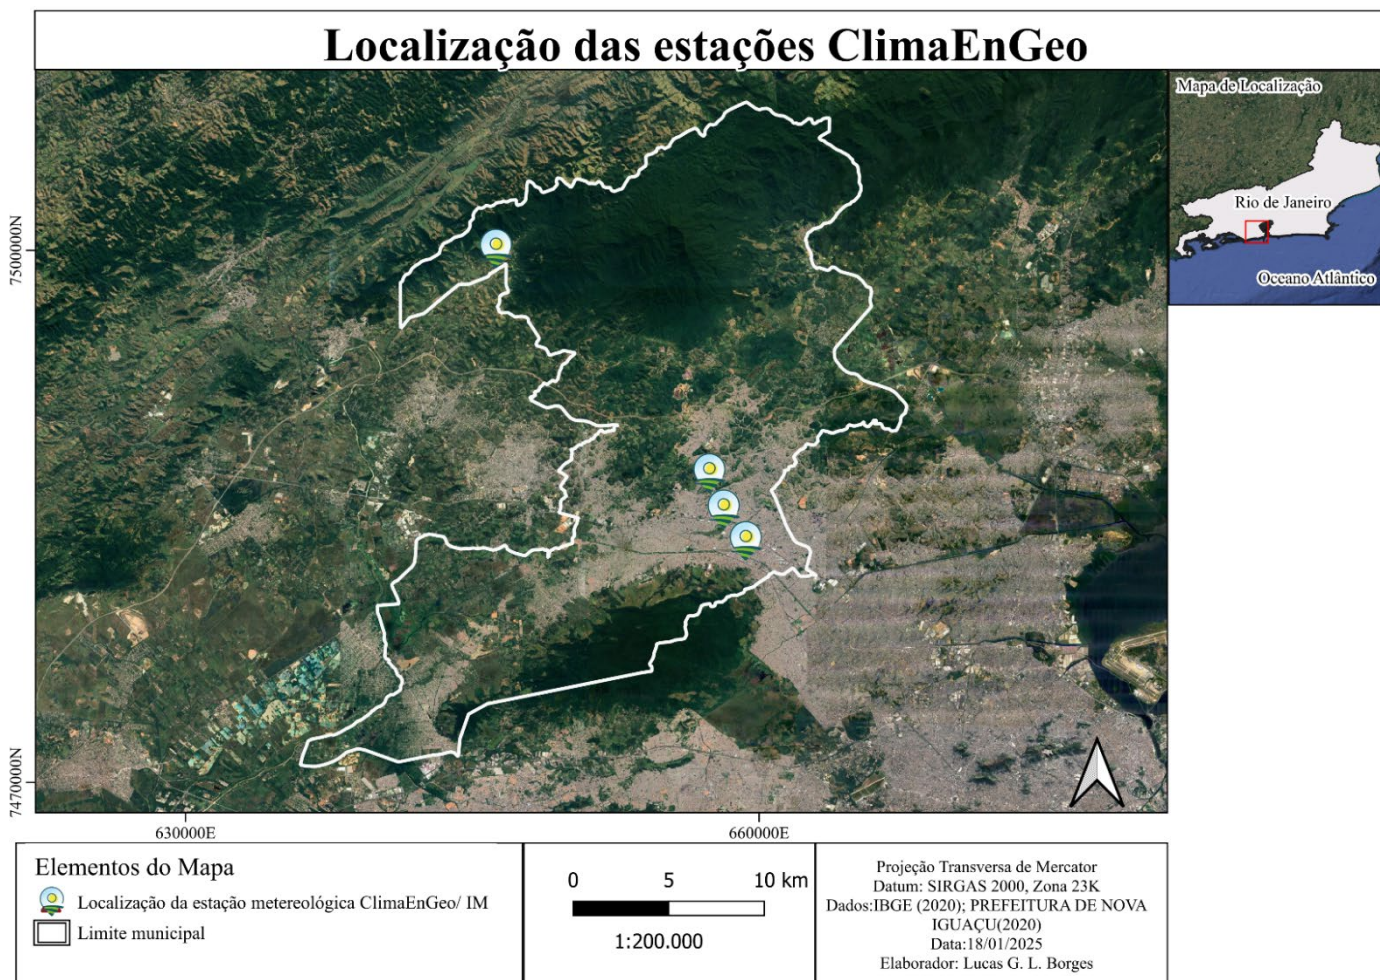 Localização das estações ClimaEnGeo
Mapa de Localização
Rio de Janeiro
Oceano Atlântico
7500000N
7470000N
630000E
660000E
Elementos do Mapa
Localização da estação metereológica ClimaEnGeo/ IM
Limite municipal
0 5 10 km
1:200.000
Projeção Transversa de Mercator
Datum: SIRGAS 2000, Zona 23K
Dados:IBGE (2020); PREFEITURA DE NOVA
IGUAÇU(2020)
Data:18/01/2025
Elaborador: Lucas G. L. Borges